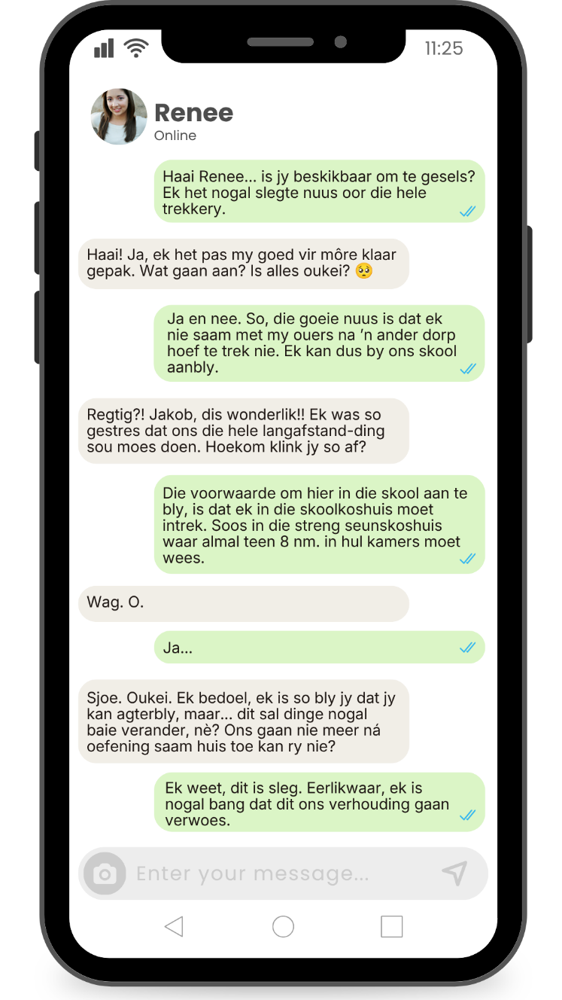 11:25
Renee
Online
Haai Renee... is jy beskikbaar om te gesels?
Ek het nogal slegte nuus oor die hele
trekkery.
Haai! Ja, ek het pas my goed vir môre klaar
gepak. Wat gaan aan? Is alles oukei? 🥺
Ja en nee. So, die goeie nuus is dat ek
nie saam met my ouers na ’n ander dorp
hoef te trek nie. Ek kan dus by ons skool
aanbly.
Regtig?! Jakob, dis wonderlik!! Ek was so
gestres dat ons die hele langafstand-ding
sou moes doen. Hoekom klink jy so af?
Die voorwaarde om hier in die skool aan te
bly, is dat ek in die skoolkoshuis moet
intrek. Soos in die streng seunskoshuis
waar almal teen 8 nm. in hul kamers moet
wees.
Wag. O.
Ja...
Sjoe. Oukei. Ek bedoel, ek is so bly jy dat jy
kan agterbly, maar... dit sal dinge nogal
baie verander, nè? Ons gaan nie meer ná
oefening saam huis toe kan ry nie?
Ek weet, dit is sleg. Eerlikwaar, ek is
nogal bang dat dit ons verhouding gaan
verwoes.
Enter your message...